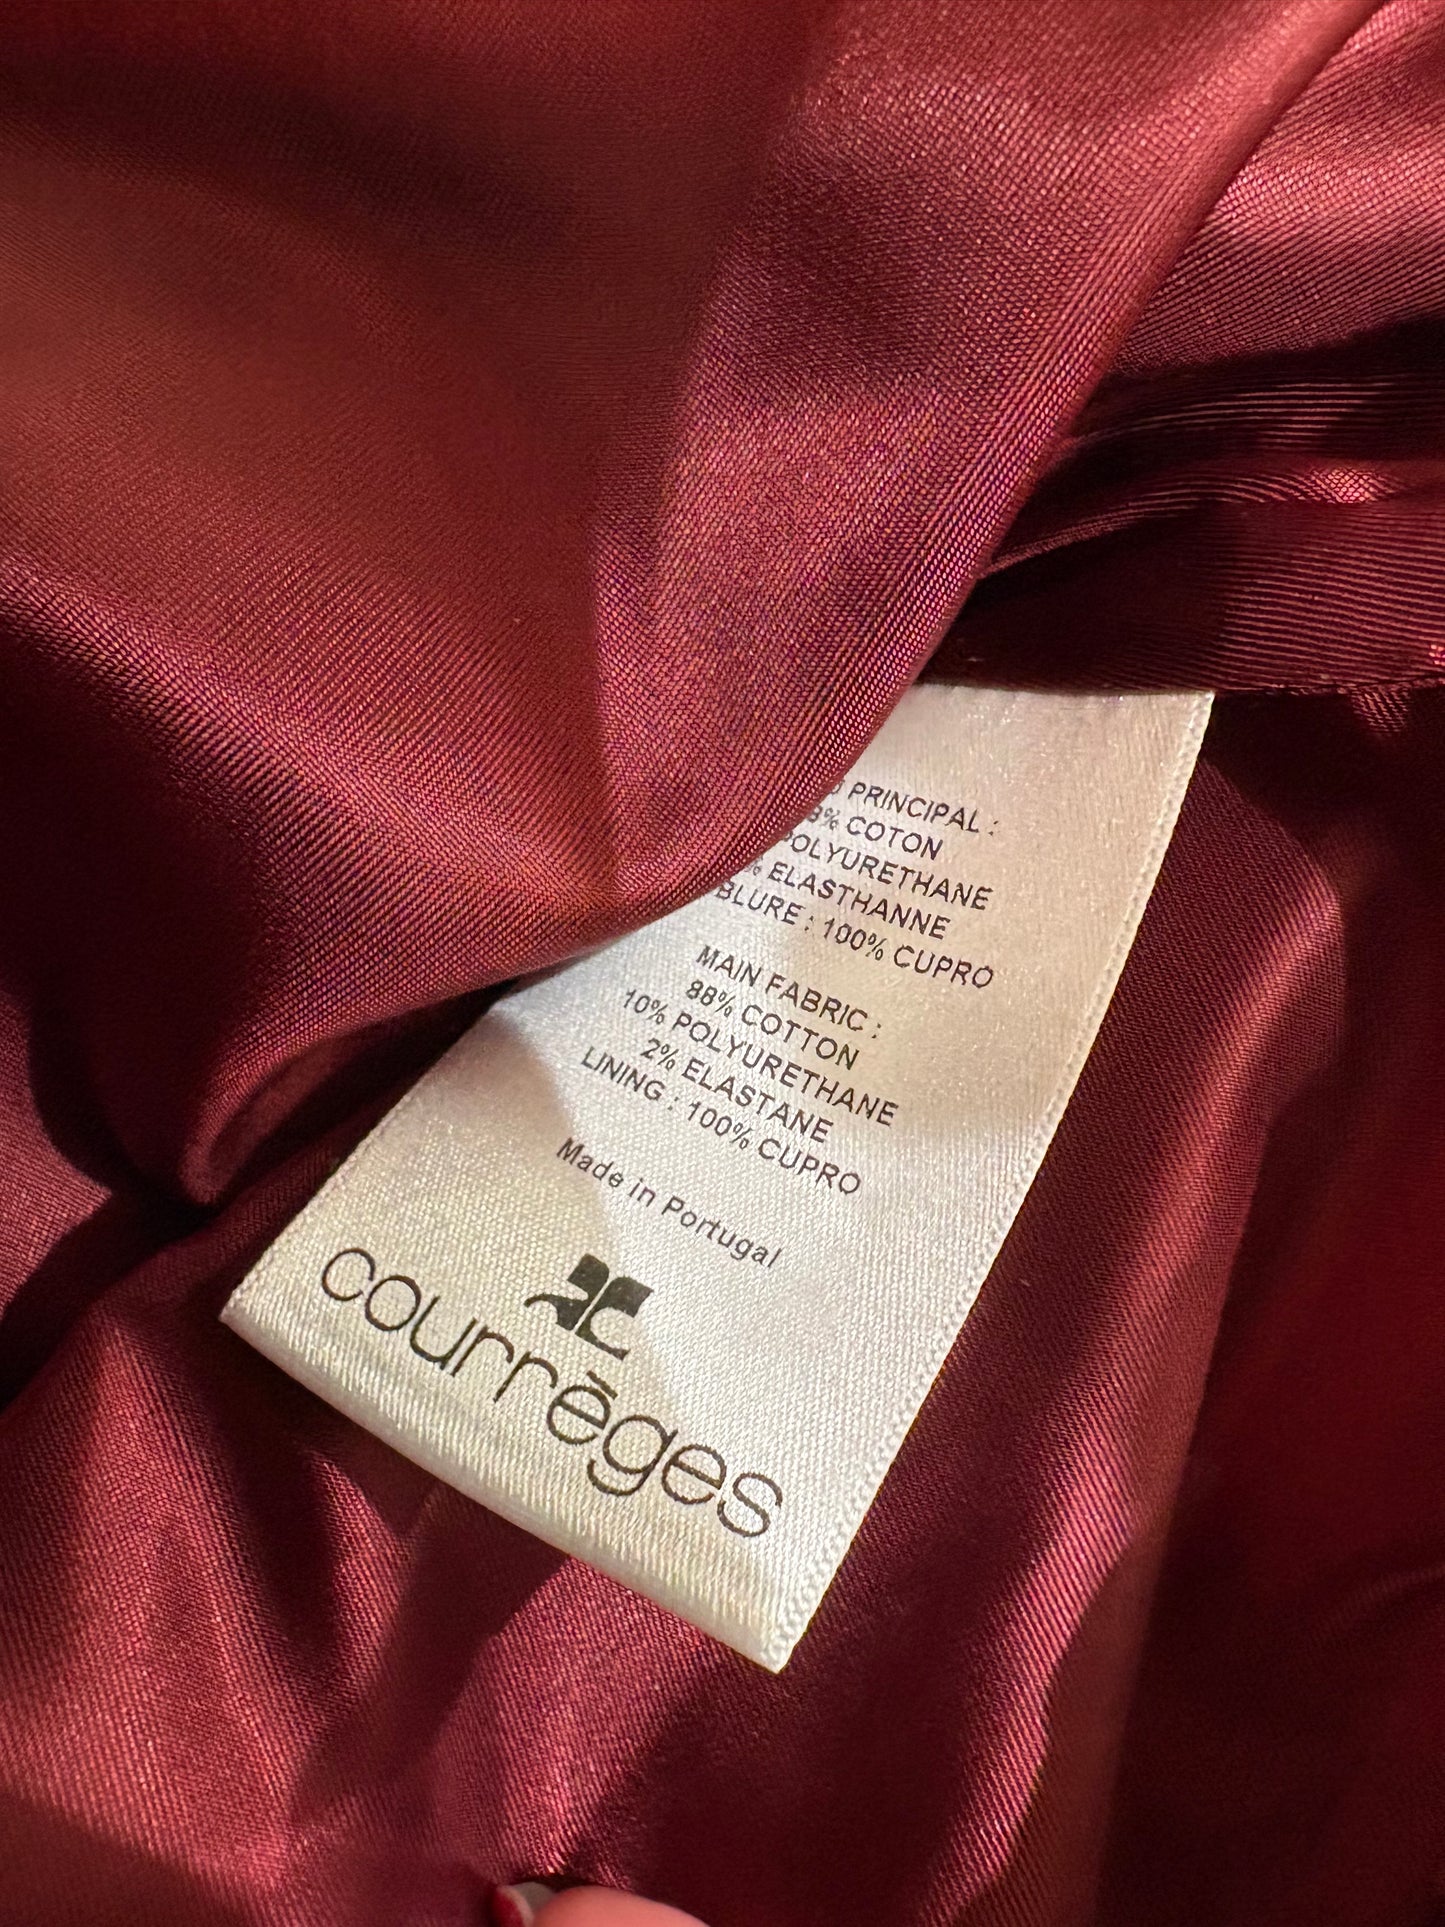 PRINCIPAL :
COTON
POLYURETHANE
% ELASTHANNE
BLURE : 100% CUPRO
MAIN FABRIC :
88% COTTON
10% POLYURETHANE
2% ELASTANE
LINING : 100% CUPRO
Made in Portugal
courrēges